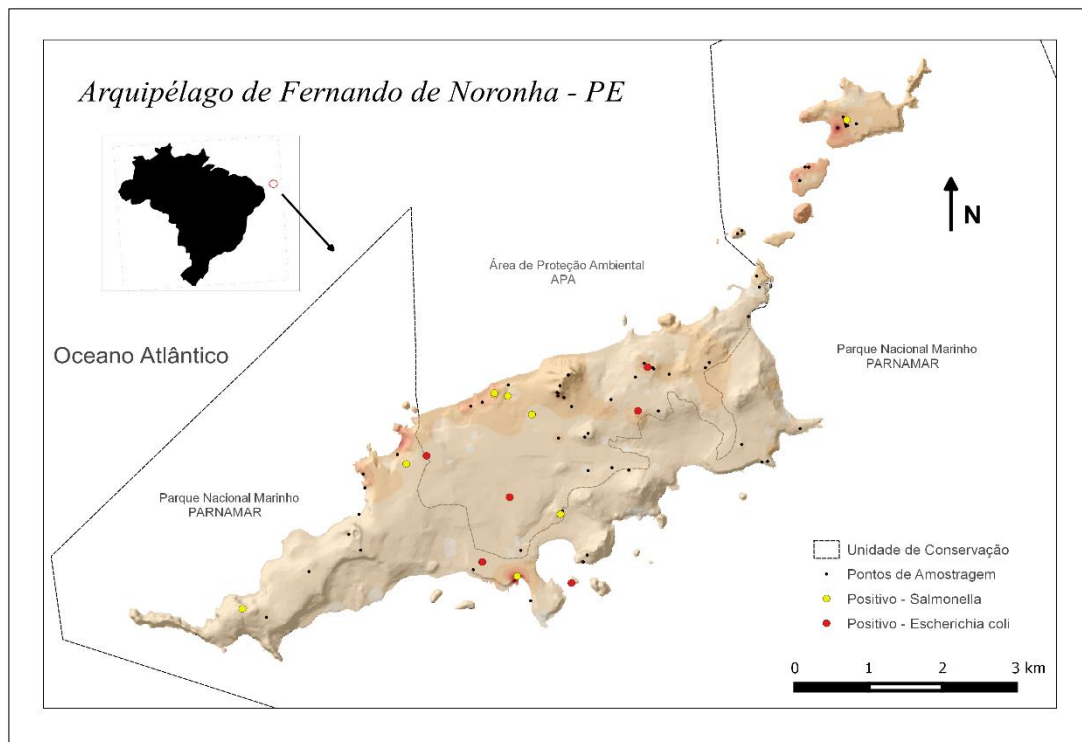 Arquipélago de Fernando de Noronha - PE
N
Área de Proteção Ambiental
APA
Oceano Atlântico
Parque Nacional Marinho
PARNAMAR
Parque Nacional Marinho
PARNAMAR
Unidade de Conservação
Pontos de Amostragem
Positivo - Salmonella
Positivo - Escherichia coli
0 1 2 3 km